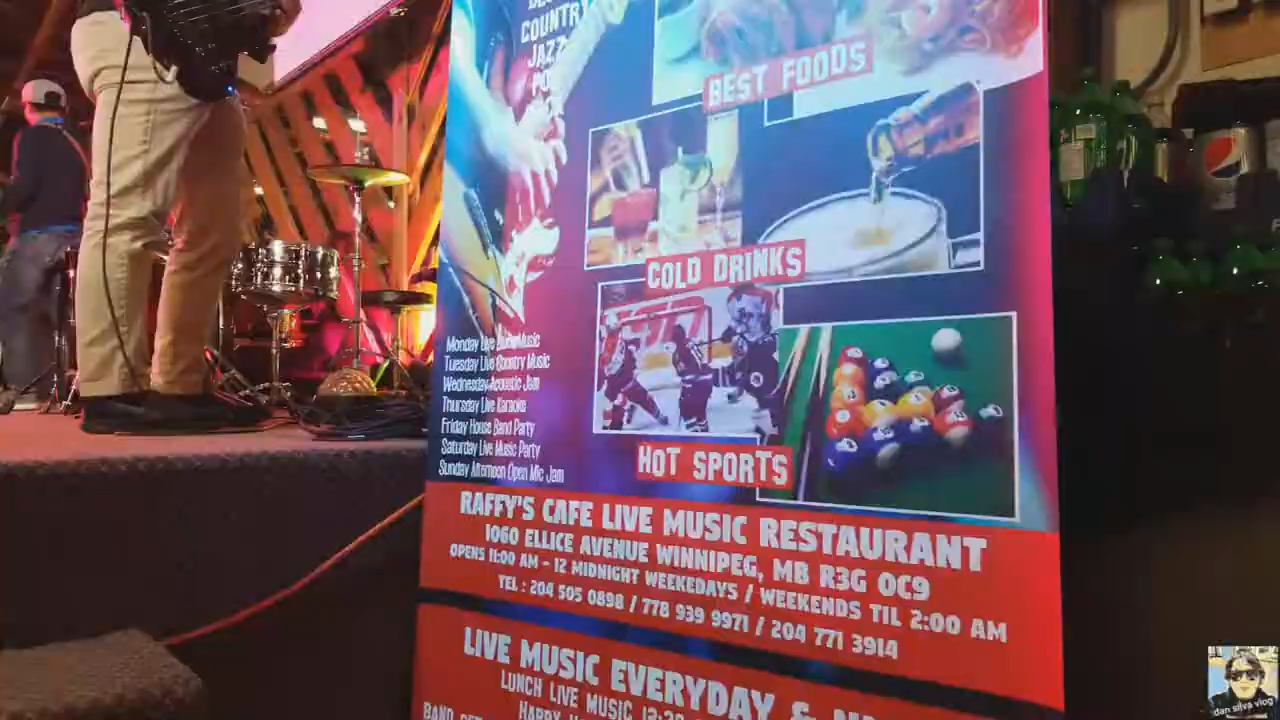 COUNTRY
JAZZ
BEST FOODS
COLD DRINKS
Monday Live Music
Tuesday Live Country Music
Wednesday Acoustic Jam
Thursday Live Karaoke
Friday House Band Party
Saturday Live Music Party
Sunday Afternoon Open Mic Jam
HOT SPORTS
RAFFY'S CAFE LIVE MUSIC RESTAURANT
1060 ELLICE AVENUE WINNIPEG, MB R3G 0C9
OPENS 11:00 AM - 12 MIDNIGHT WEEKEDAYS / WEEKENDS TIL 2:00 AM
TEL : 204 505 0898 / 778 939 9971 / 204 771 3914
LIVE MUSIC EVERYDAY &
LUNCH LIVE MUSIC
BAND
dan silva vlog